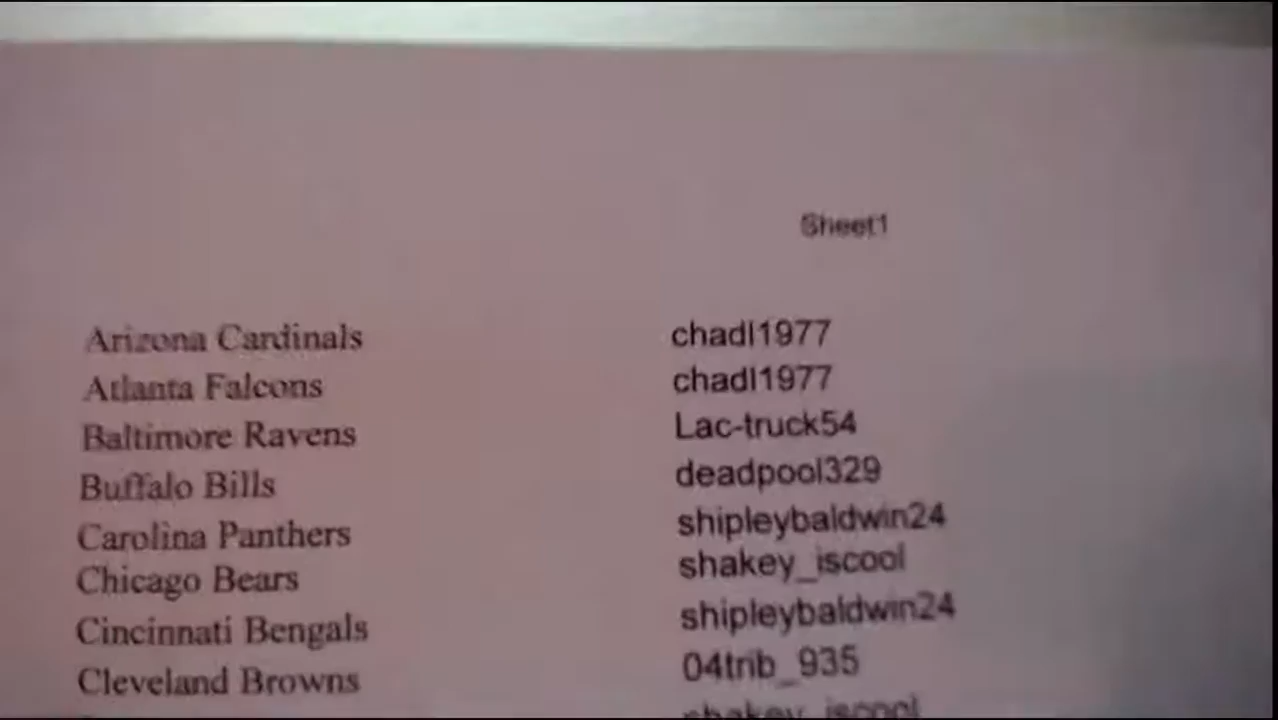 Sheet1
Arizona Cardinals chadl1977
Atlanta Falcons chadl1977
Baltimore Ravens Lac-truck54
Buffalo Bills deadpool329
Carolina Panthers shipleybaldwin24
Chicago Bears shakey_iscool
Cincinnati Bengals shipleybaldwin24
Cleveland Browns 04trib_935
shakey_iscool